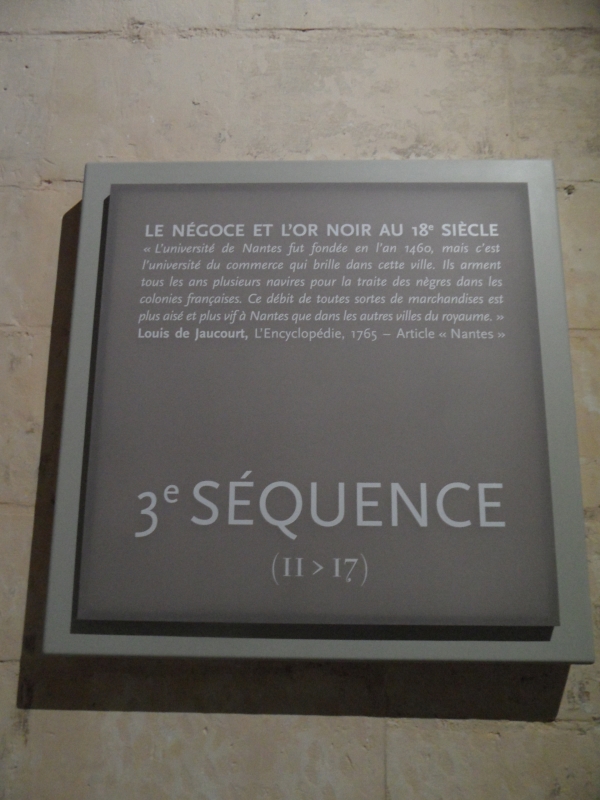 LE NÉGOCE ET L'OR NOIR AU 18e SIÈCLE
« L'université de Nantes fut fondée en l'an 1460, mais c'est
l'université du commerce qui brille dans cette ville. Ils arment
tous les ans plusieurs navires pour la traite des nègres dans les
colonies françaises. Ce débit de toutes sortes de marchandises est
plus aisé et plus vif à Nantes que dans les autres villes du royaume. »
Louis de Jaucourt, L'Encyclopédie, 1765 – Article « Nantes »
3e SÉQUENCE
(11 > 17)